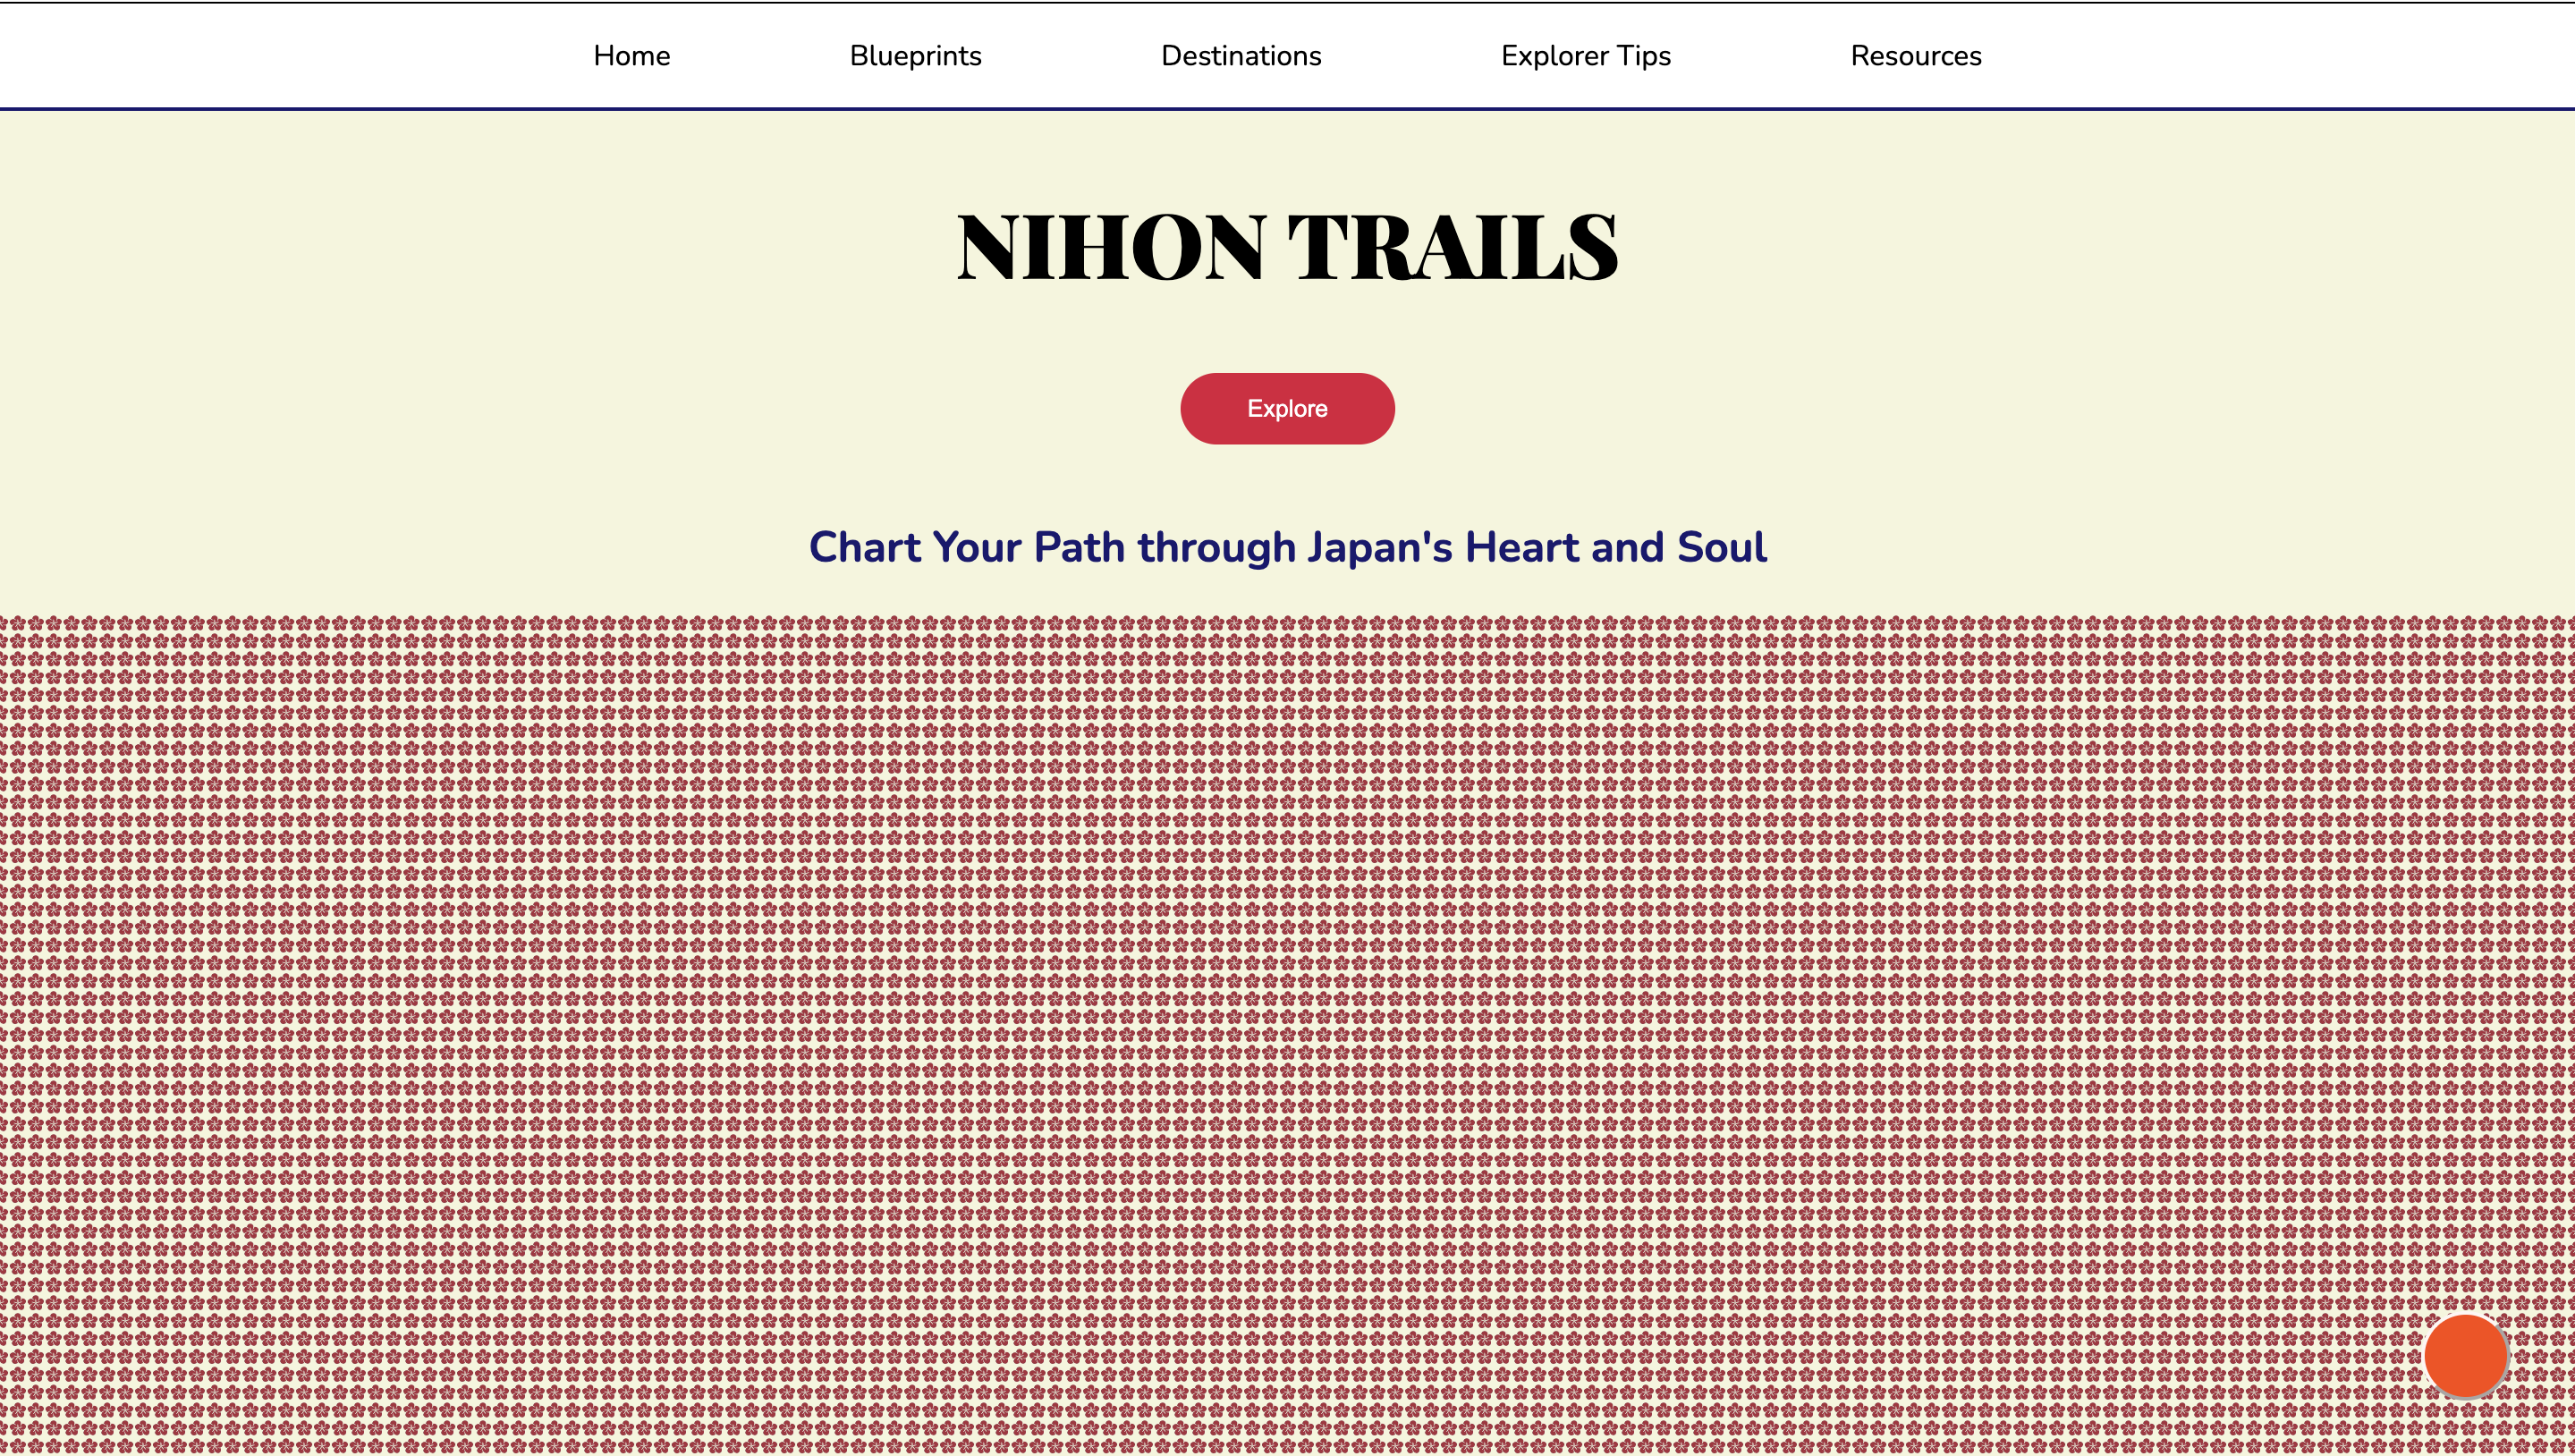 Home Blueprints Destinations Explorer Tips Resources
NIHON TRAILS
Explore
Chart Your Path through Japan's Heart and Soul